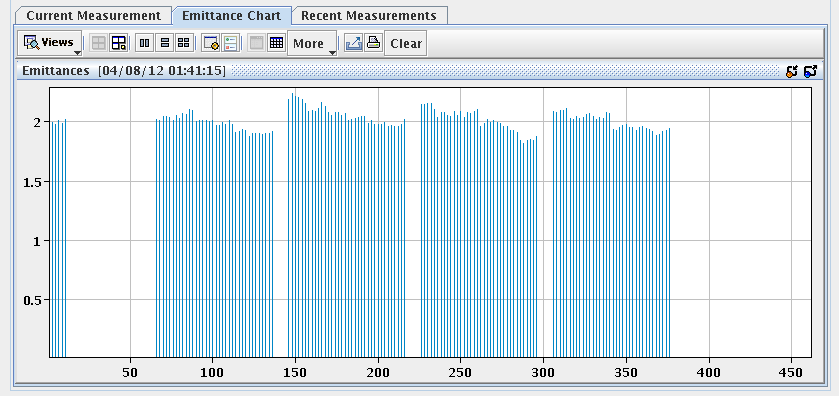 Current Measurement Emittance Chart Recent Measurements
Views More Clear
Emittances [04/08/12 01:41:15]
2
1.5
1
0.5
50 100 150 200 250 300 350 400 450